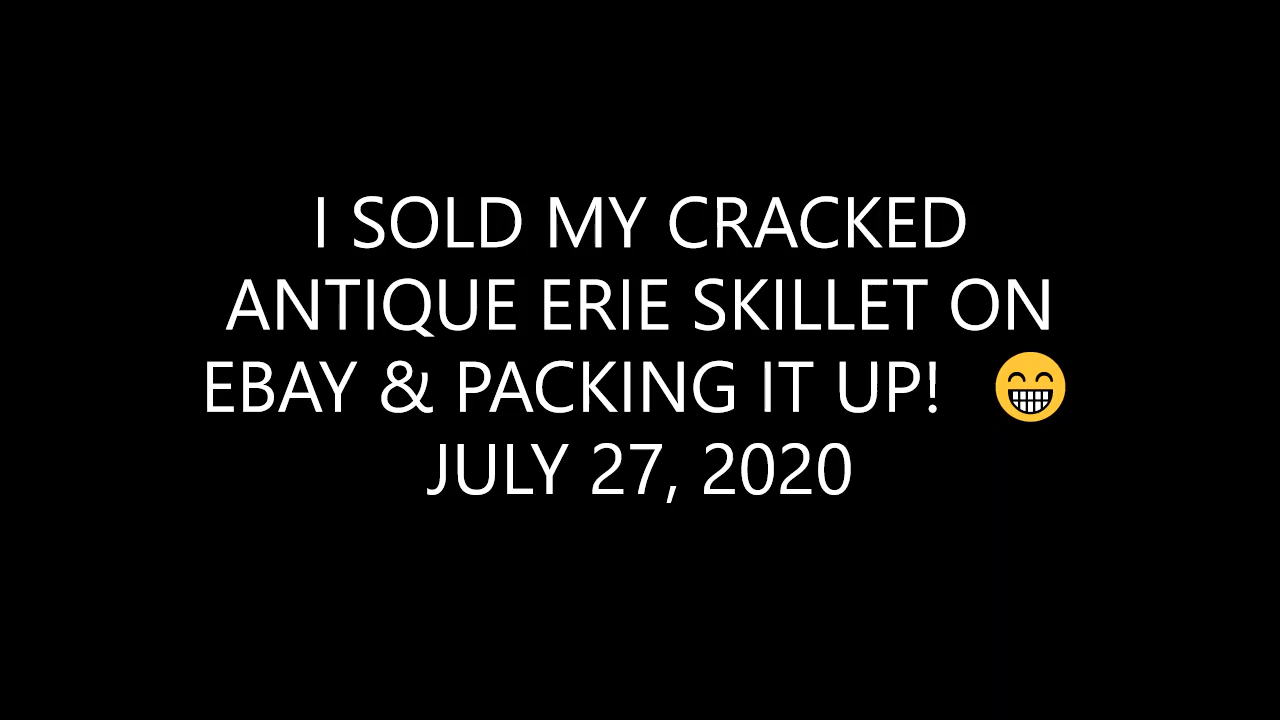 I SOLD MY CRACKED
ANTIQUE ERIE SKILLET ON
EBAY & PACKING IT UP! 😁
JULY 27, 2020